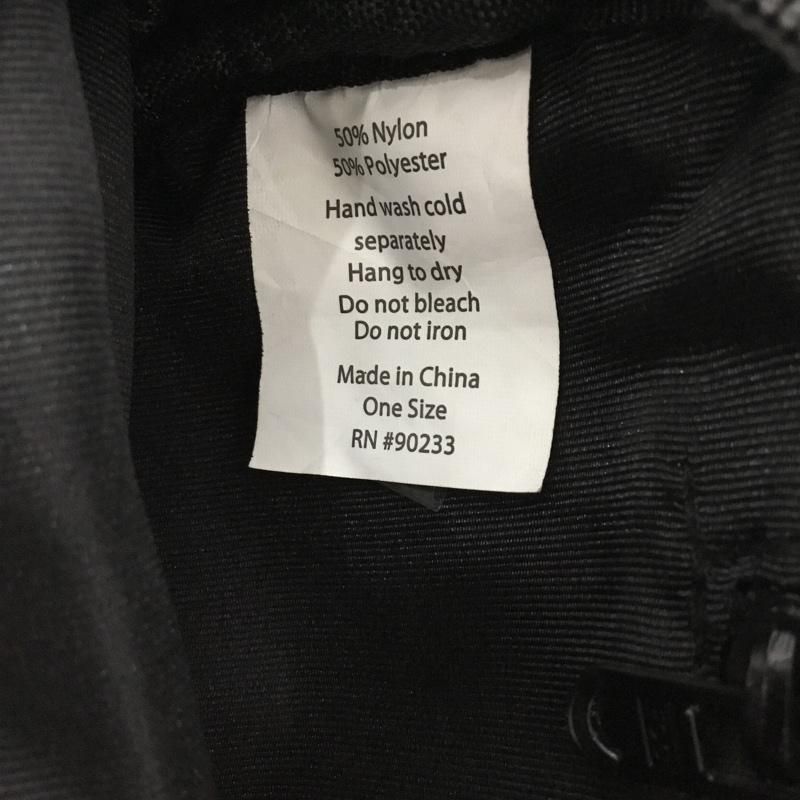 50% Nylon
50% Polyester
Hand wash cold
separately
Hang to dry
Do not bleach
Do not iron
Made in China
One Size
RN #90233